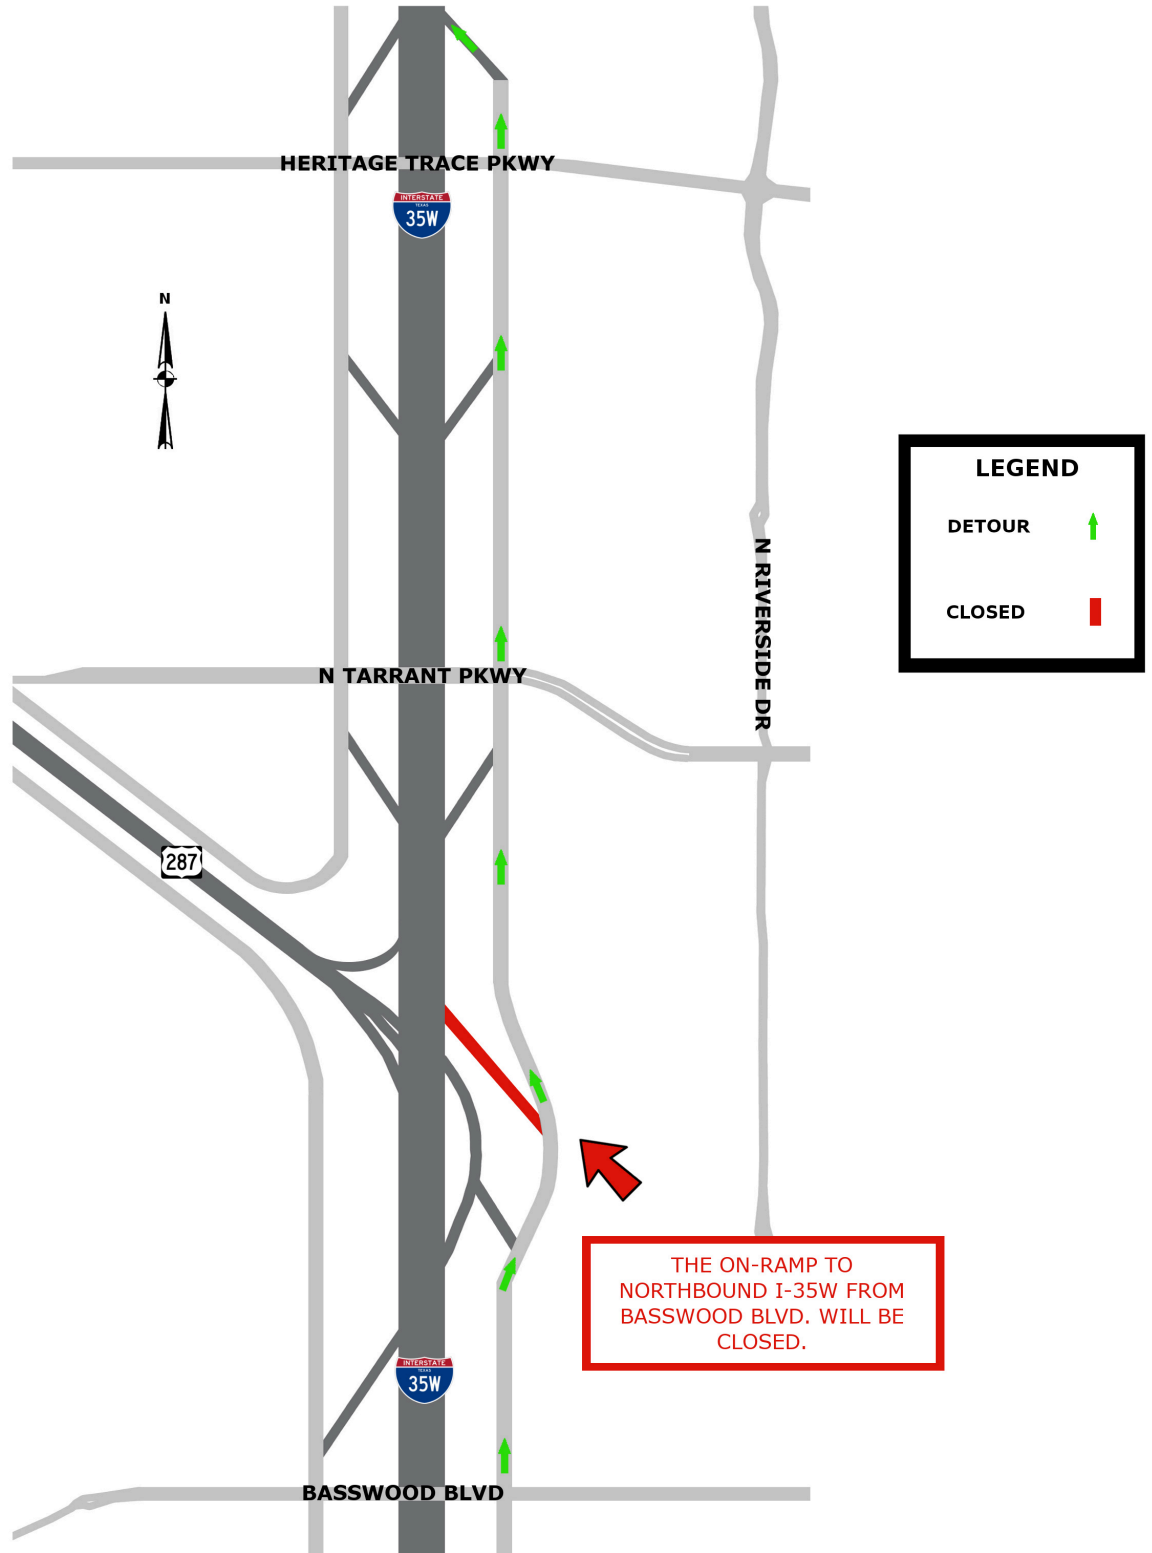 HERITAGE TRACE PKWY
INTERSTATE
TEXAS
35W
N
LEGEND
DETOUR
CLOSED
N RIVERSIDE DR
N TARRANT PKWY
287
THE ON-RAMP TO
NORTHBOUND I-35W FROM
BASSWOOD BLVD. WILL BE
CLOSED.
INTERSTATE
TEXAS
35W
BASSWOOD BLVD